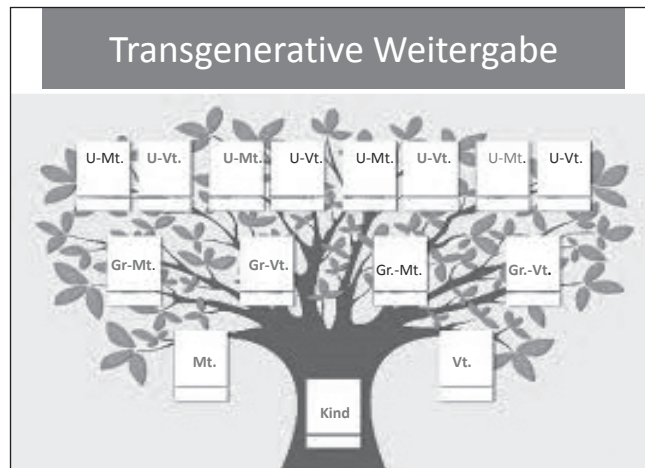 Transgenerative Weitergabe
U-Mt. U-Vt. U-Mt. U-Vt. U-Mt. U-Vt. U-Mt. U-Vt.
Gr-Mt. Gr-Vt. Gr.-Mt. Gr.-Vt.
Mt. Vt.
Kind